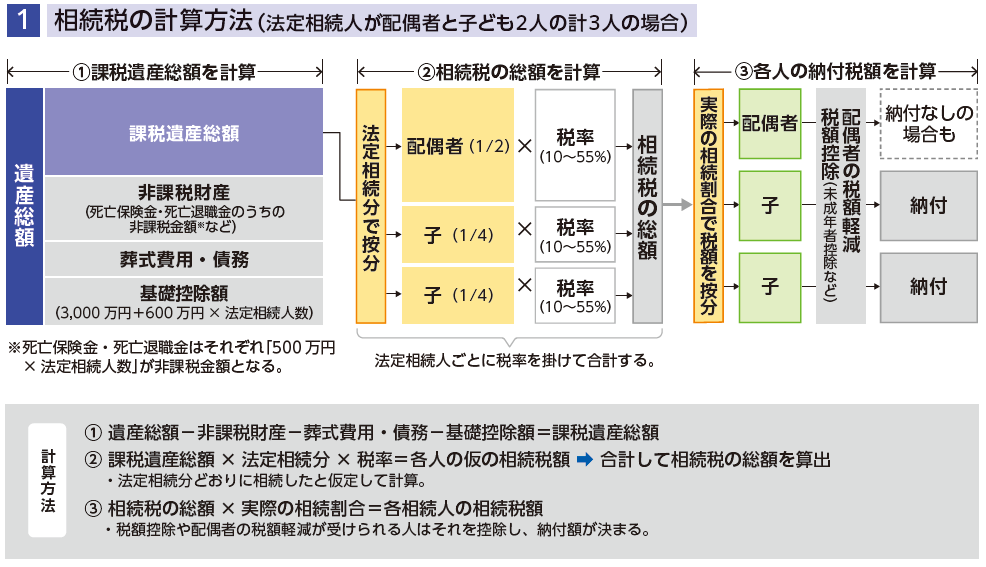 1 相続税の計算方法（法定相続人が配偶者と子ども2人の計3人の場合）
①課税遺産総額を計算
遺産総額
課税遺産総額
非課税財産
（死亡保険金・死亡退職金のうちの
非課税金額※など）
葬式費用・債務
基礎控除額
（3,000万円＋600万円×法定相続人数）
※死亡保険金・死亡退職金はそれぞれ「500万円
×法定相続人数」が非課税金額となる。
②相続税の総額を計算
法定相続分で按分
配偶者（1/2）×税率
（10〜55%）
子（1/4）×税率
（10〜55%）
子（1/4）×税率
（10〜55%）
相続税の総額
法定相続人ごとに税率を掛けて合計する。
③各人の納付税額を計算
実際の相続割合で税額を按分
配偶者
子
子
配偶者の税額軽減
税額控除（未成年者控除など）
納付なしの
場合も
納付
納付
計算方法
① 遺産総額－非課税財産－葬式費用・債務－基礎控除額＝課税遺産総額
② 課税遺産総額×法定相続分×税率＝各人の仮の相続税額➡合計して相続税の総額を算出
・法定相続分どおりに相続したと仮定して計算。
③ 相続税の総額×実際の相続割合＝各相続人の相続税額
・税額控除や配偶者の税額軽減が受けられる人はそれを控除し、納付額が決まる。